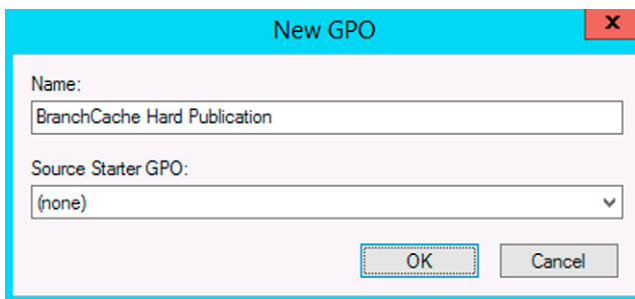 New GPO
x
Name:
BranchCache Hard Publication
Source Starter GPO:
(none)
OK
Cancel